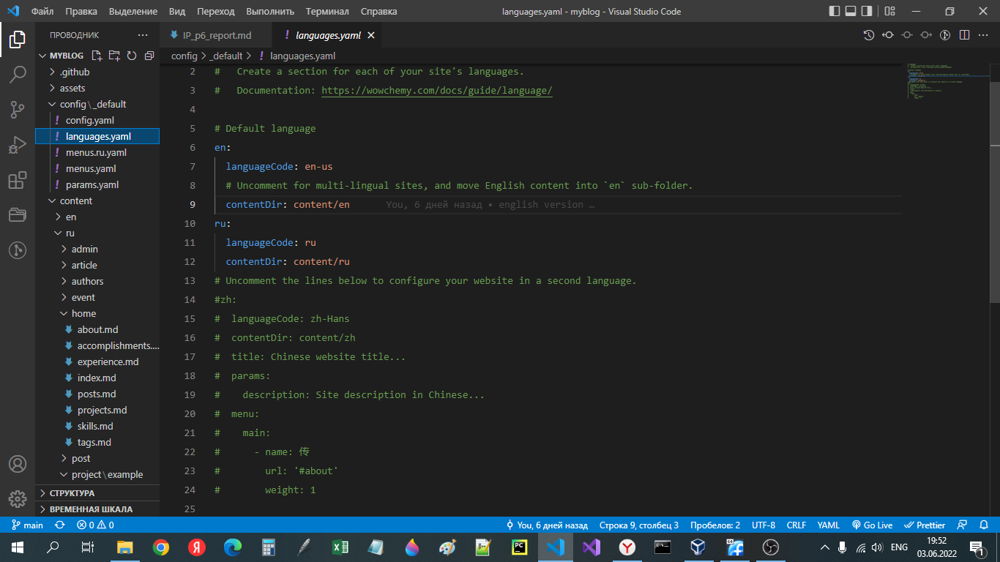 Файл Правка Выделение Вид Переход Выполнить Терминал Справка languages.yaml - myblog - Visual Studio Code
ПРОВОДНИК ··· IP_p6_report.md ! languages.yaml
config > _default > ! languages.yaml
MYBLOG
.github
assets
config\_default
! config.yaml
! languages.yaml
! menus.ru.yaml
! menus.yaml
! params.yaml
content
en
ru
admin
article
authors
event
home
about.md
accomplishments....
experience.md
index.md
posts.md
projects.md
skills.md
tags.md
post
project\example
СТРУКТУРА
ВРЕМЕННАЯ ШКАЛА
2 #   Create a section for each of your site's languages.
3 #   Documentation: https://wowchemy.com/docs/guide/language/
4
5 # Default language
6 en:
7   languageCode: en-us
8   # Uncomment for multi-lingual sites, and move English content into `en` sub-folder.
9   contentDir: content/en You, 6 дней назад • english version …
10 ru:
11   languageCode: ru
12   contentDir: content/ru
13 # Uncomment the lines below to configure your website in a second language.
14 #zh:
15 #  languageCode: zh-Hans
16 #  contentDir: content/zh
17 #  title: Chinese website title...
18 #  params:
19 #    description: Site description in Chinese...
20 #  menu:
21 #    main:
22 #      - name: 传
23 #        url: '#about'
24 #        weight: 1
25
main 0 0 You, 6 дней назад Строка 9, столбец 3 Пробелов: 2 UTF-8 CRLF YAML Go Live Prettier
ENG 19:52
03.06.2022 1